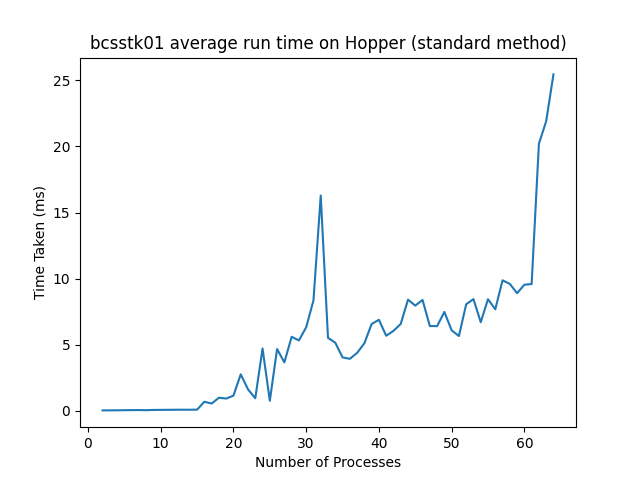 bcsstk01 average run time on Hopper (standard method)
Time Taken (ms)
25
20
15
10
5
0
0 10 20 30 40 50 60
Number of Processes